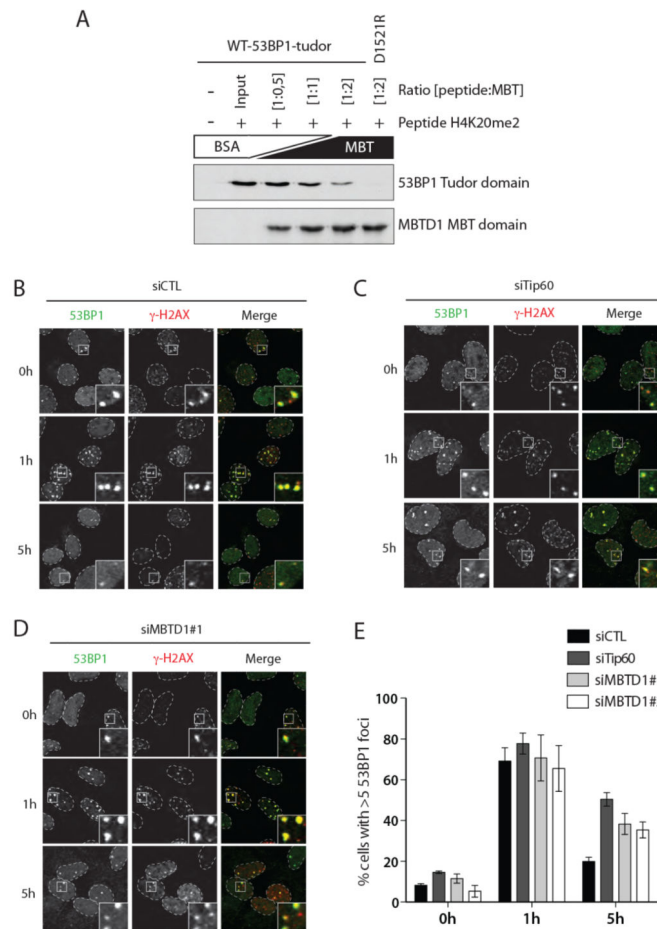 A
WT-53BP1-tudor
D1521R
- Input [1:0,5] [1:1] [1:2] [1:2] Ratio [peptide:MBT]
- + + + + + Peptide H4K20me2
BSA MBT
53BP1 Tudor domain
MBTD1 MBT domain
B
siCTL
53BP1 γ-H2AX Merge
0h
1h
5h
C
siTip60
53BP1 γ-H2AX Merge
0h
1h
5h
D
siMBTD1#1
53BP1 γ-H2AX Merge
0h
1h
5h
E
siCTL
siTip60
siMBTD1#
siMBTD1#
% cells with >5 53BP1 foci
100
80
60
40
20
0
0h 1h 5h